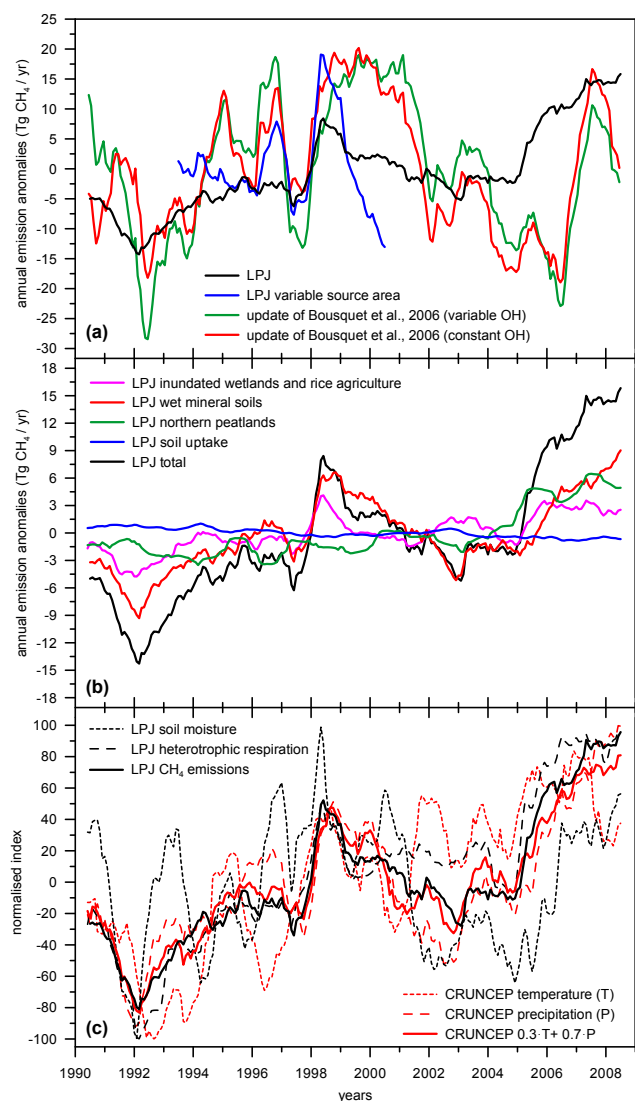 annual emission anomalies (Tg CH4 / yr)
25
20
15
10
5
0
-5
-10
-15
-20
-25
-30
LPJ
LPJ variable source area
update of Bousquet et al., 2006 (variable OH)
update of Bousquet et al., 2006 (constant OH)
(a)
annual emission anomalies (Tg CH4 / yr)
18
15
12
9
6
3
0
-3
-6
-9
-12
-15
-18
LPJ inundated wetlands and rice agriculture
LPJ wet mineral soils
LPJ northern peatlands
LPJ soil uptake
LPJ total
(b)
normalised index
100
80
60
40
20
0
-20
-40
-60
-80
-100
LPJ soil moisture
LPJ heterotrophic respiration
LPJ CH4 emissions
CRUNCEP temperature (T)
CRUNCEP precipitation (P)
CRUNCEP 0.3·T+ 0.7·P
(c)
1990 1992 1994 1996 1998 2000 2002 2004 2006 2008
years